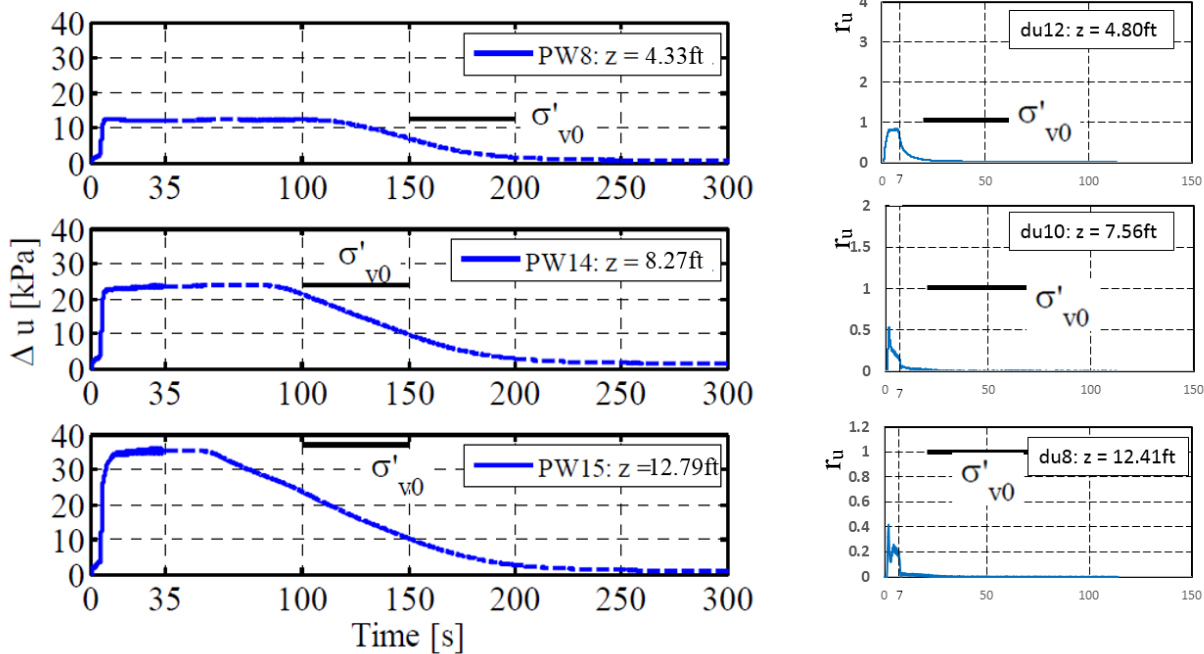 Δ u [kPa]
40
30
20
10
0
PW8: z = 4.33ft
σ'v0
0 35 100 150 200 250 300
40
30
20
10
0
PW14: z = 8.27ft
σ'v0
0 35 100 150 200 250 300
40
30
20
10
0
PW15: z =12.79ft
σ'v0
0 35 100 150 200 250 300
Time [s]
ru
4
3
2
1
0
du12: z = 4.80ft
σ'v0
0 7 50 100 150
ru
2
1.5
1
0.5
0
du10: z = 7.56ft
σ'v0
0 7 50 100 150
ru
1.2
1
0.8
0.6
0.4
0.2
0
du8: z = 12.41ft
σ'v0
0 7 50 100 150